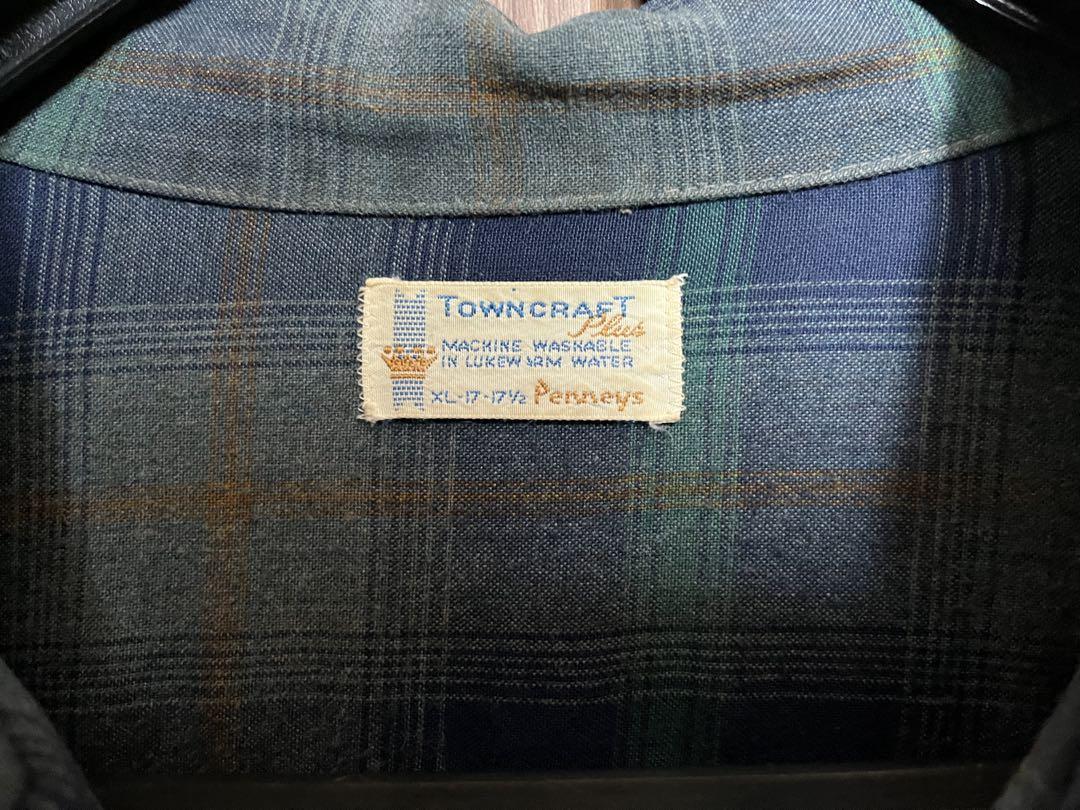 TOWNCRAFT
Plus
MACHINE WASHABLE
IN LUKEWARM WATER
XL-17-17½ Penneys